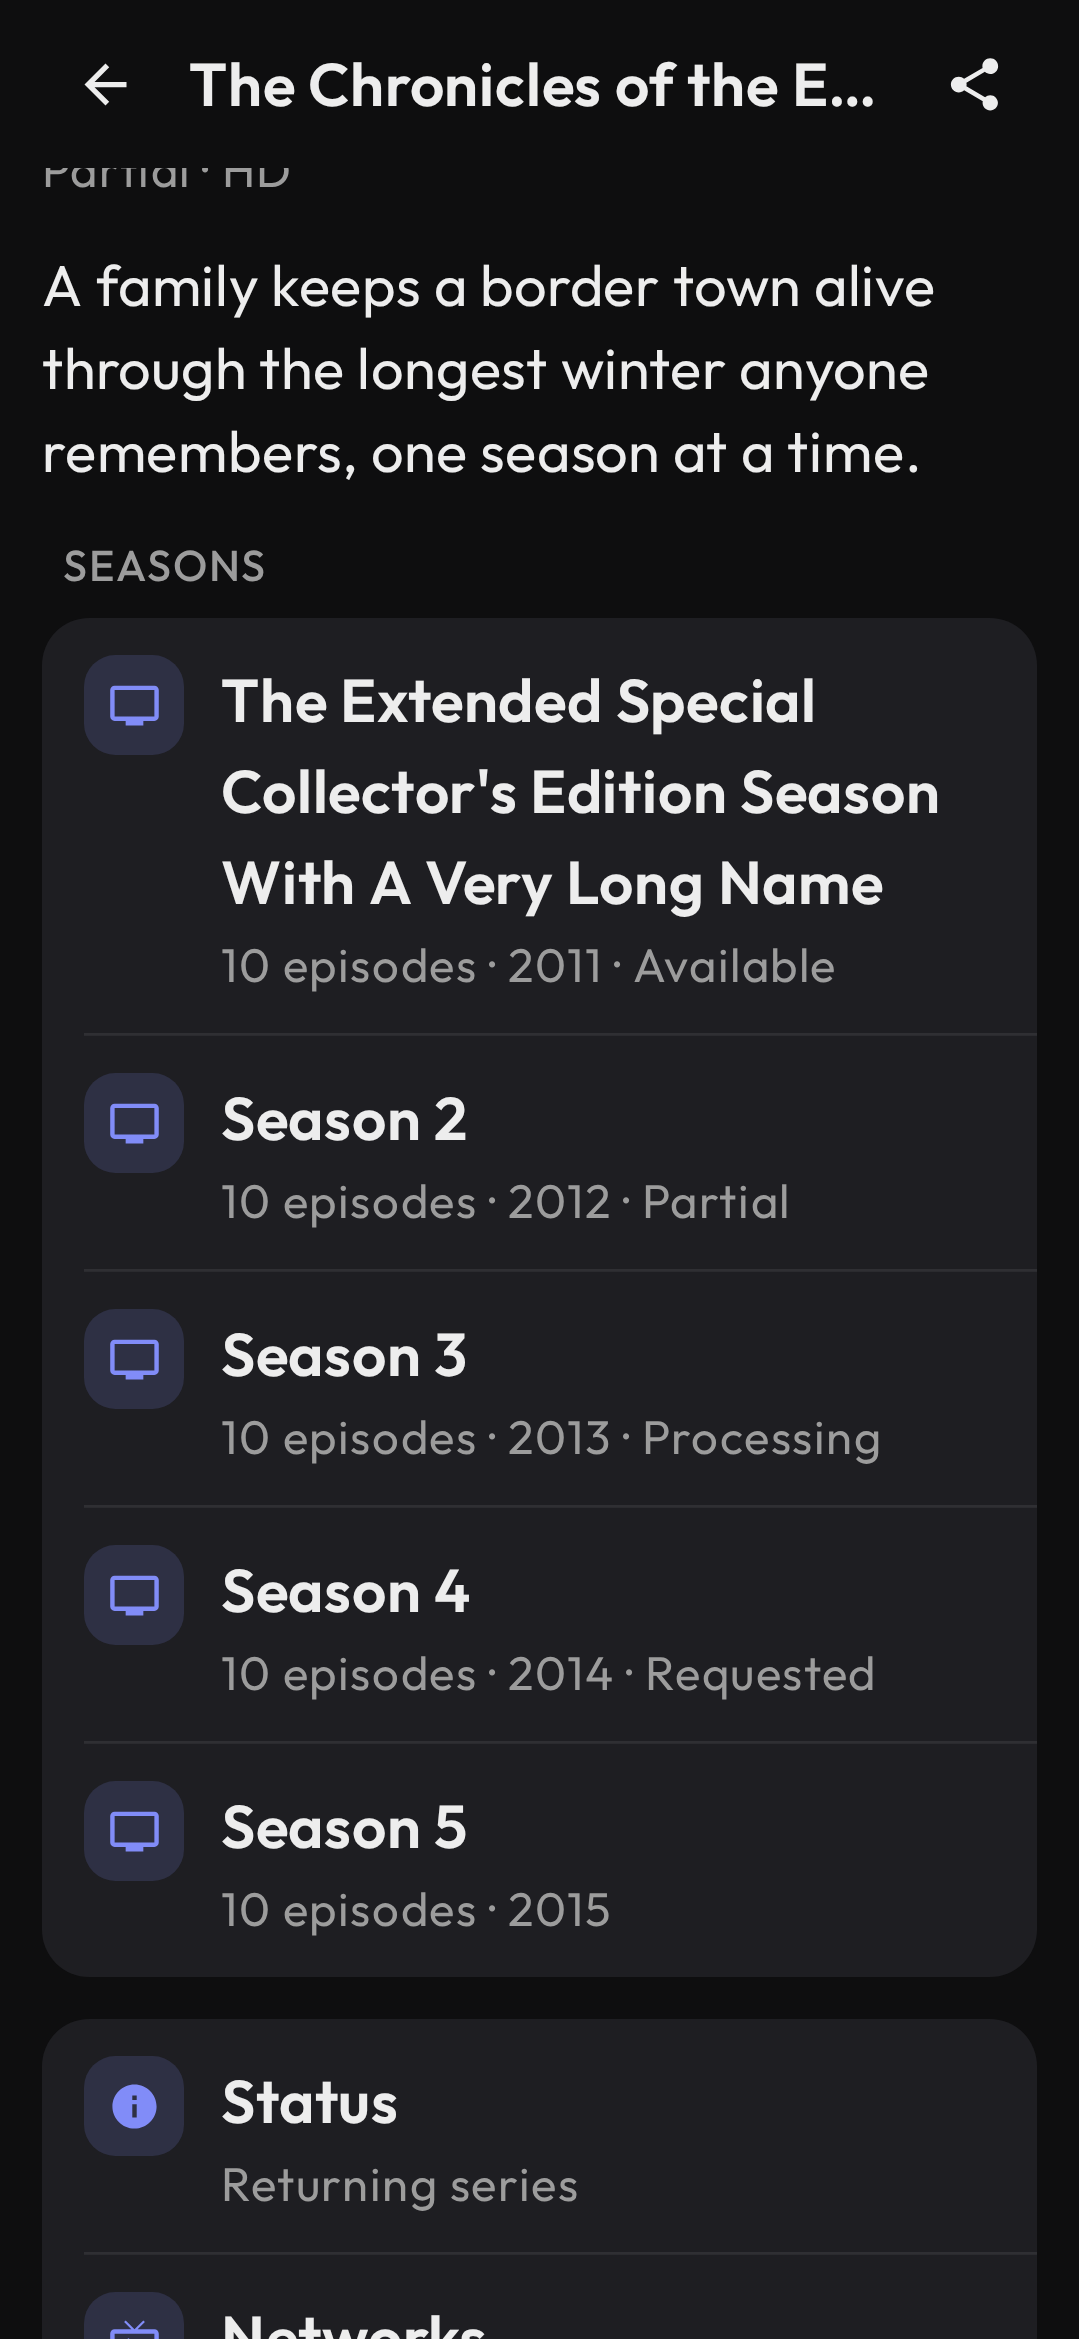 The Chronicles of the E...
Partial · HD
A family keeps a border town alive
through the longest winter anyone
remembers, one season at a time.
SEASONS
The Extended Special
Collector's Edition Season
With A Very Long Name
10 episodes · 2011 · Available
Season 2
10 episodes · 2012 · Partial
Season 3
10 episodes · 2013 · Processing
Season 4
10 episodes · 2014 · Requested
Season 5
10 episodes · 2015
Status
Returning series
Networks